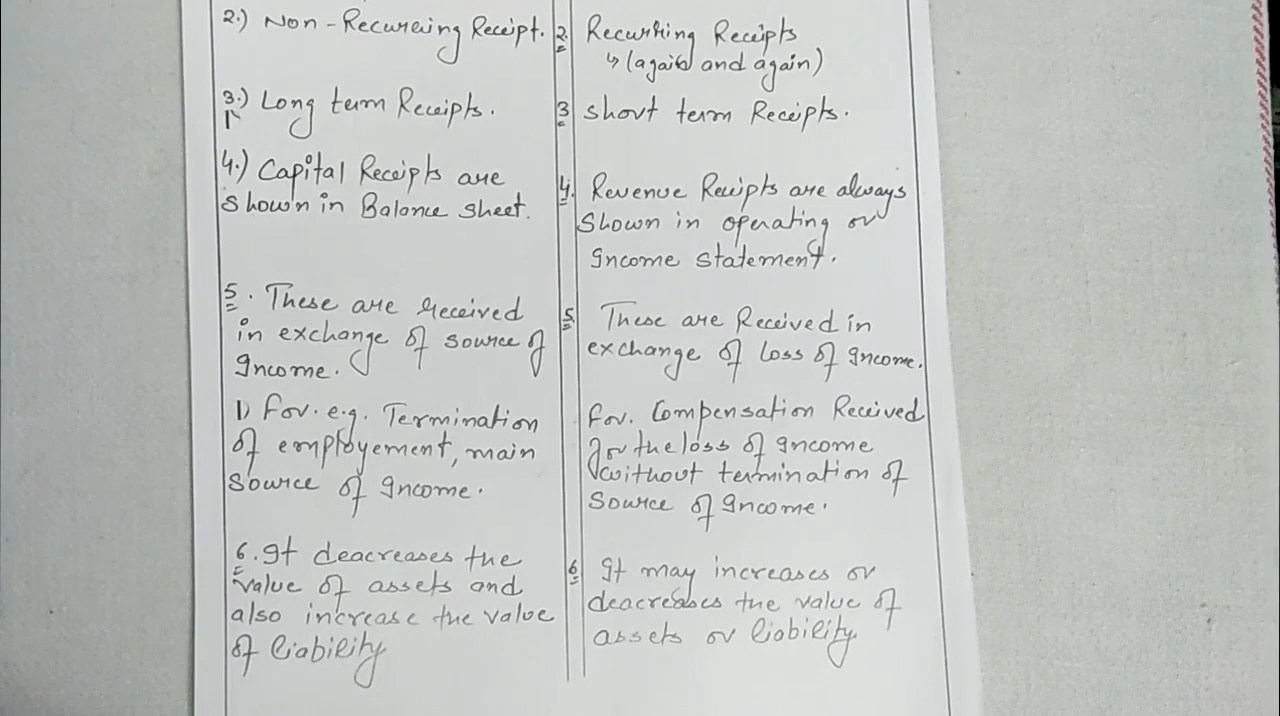 2.) Non-Recurring Receipt.
3.) Long term Receipts.
4.) Capital Receipts are
shown in Balance sheet.
5. These are received
in exchange of source of
Income.
1) For. e.g. Termination
of employement, main
source of Income.
6. It deacreases the
value of assets and
also increase the value
of liability
2. Recurring Receipts
↳ (again and again)
3 short term Receipts.
4. Revenue Receipts are always
Shown in operating or
Income statement.
5. These are Received in
exchange of Loss of Income.
For. Compensation Received
for the loss of Income
without termination of
Source of Income.
6 It may increases or
deacreases the value of
assets or liability